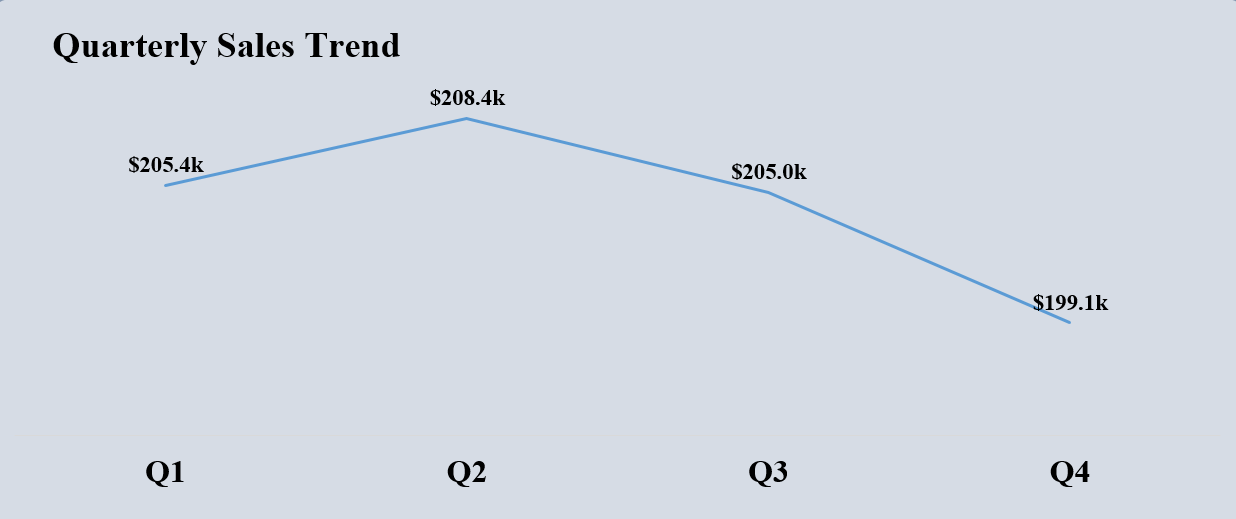 Quarterly Sales Trend
$208.4k
$205.4k
$205.0k
$199.1k
Q1 Q2 Q3 Q4